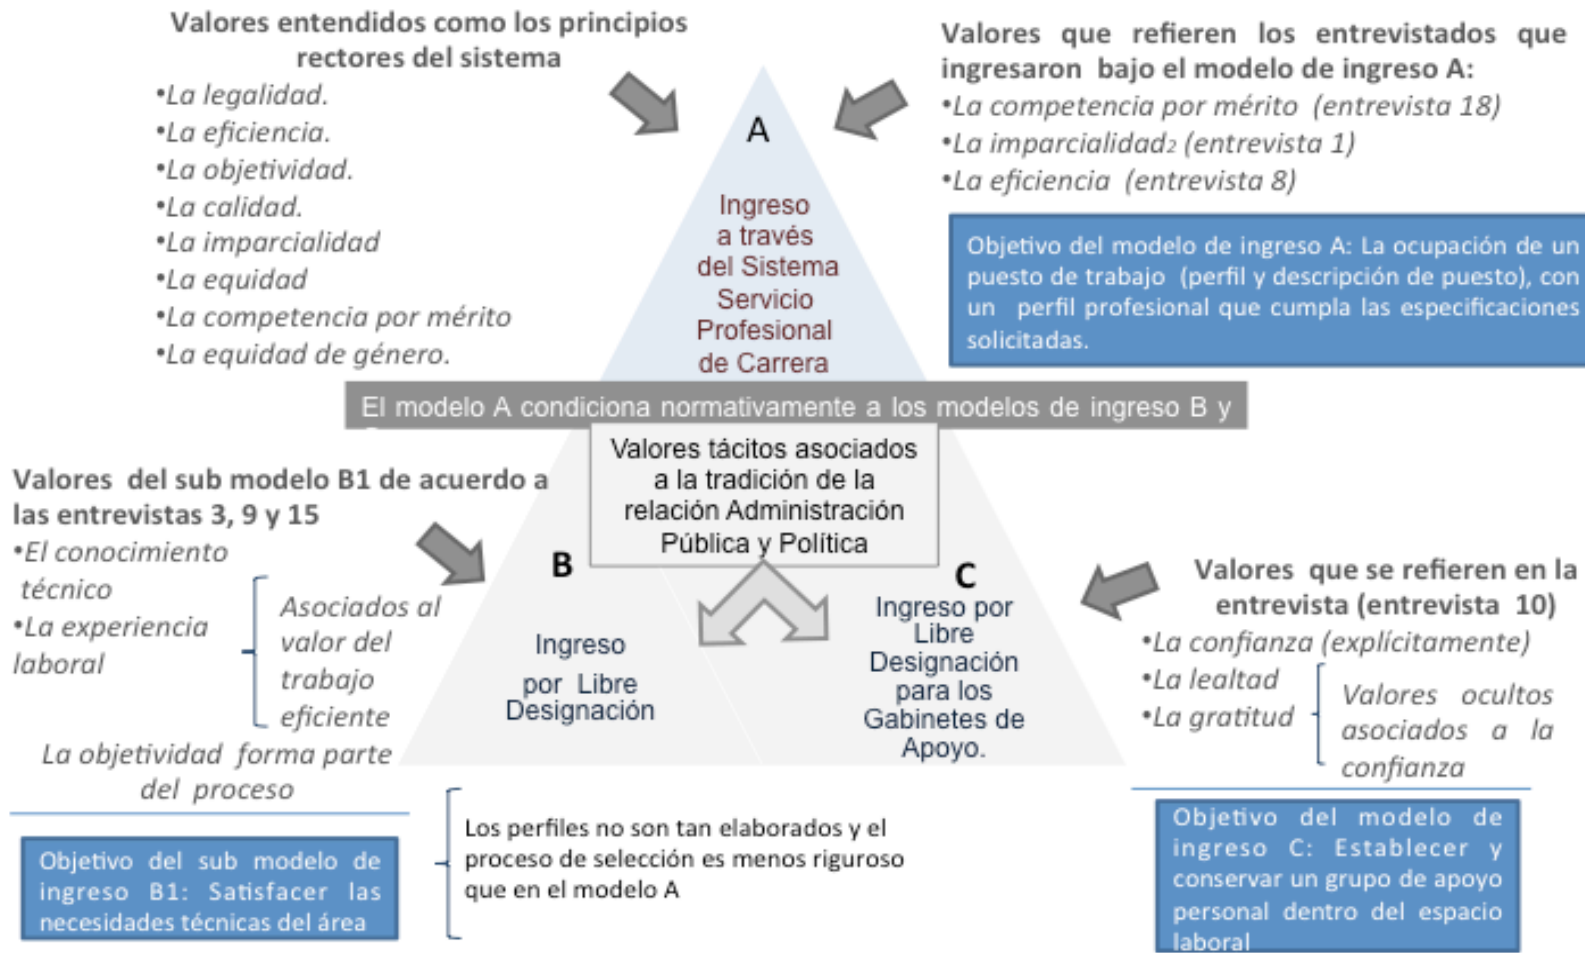 Valores entendidos como los principios
rectores del sistema
•La legalidad.
•La eficiencia.
•La objetividad.
•La calidad.
•La imparcialidad
•La equidad
•La competencia por mérito
•La equidad de género.
A
Ingreso
a través
del Sistema
Servicio
Profesional
de Carrera
Valores que refieren los entrevistados que
ingresaron bajo el modelo de ingreso A:
•La competencia por mérito (entrevista 18)
•La imparcialidad2 (entrevista 1)
•La eficiencia (entrevista 8)
Objetivo del modelo de ingreso A: La ocupación de un
puesto de trabajo (perfil y descripción de puesto), con
un perfil profesional que cumpla las especificaciones
solicitadas.
El modelo A condiciona normativamente a los modelos de ingreso B y
Valores tácitos asociados
a la tradición de la
relación Administración
Pública y Política
Valores del sub modelo B1 de acuerdo a
las entrevistas 3, 9 y 15
•El conocimiento
técnico
•La experiencia
laboral
Asociados al
valor del
trabajo
eficiente
La objetividad forma parte
del proceso
Objetivo del sub modelo de
ingreso B1: Satisfacer las
necesidades técnicas del área
B
Ingreso
por Libre
Designación
Los perfiles no son tan elaborados y el
proceso de selección es menos riguroso
que en el modelo A
C
Ingreso por
Libre
Designación
para los
Gabinetes de
Apoyo.
Valores que se refieren en la
entrevista (entrevista 10)
•La confianza (explícitamente)
•La lealtad
•La gratitud
Valores ocultos
asociados a la
confianza
Objetivo del modelo de
ingreso C: Establecer y
conservar un grupo de apoyo
personal dentro del espacio
laboral